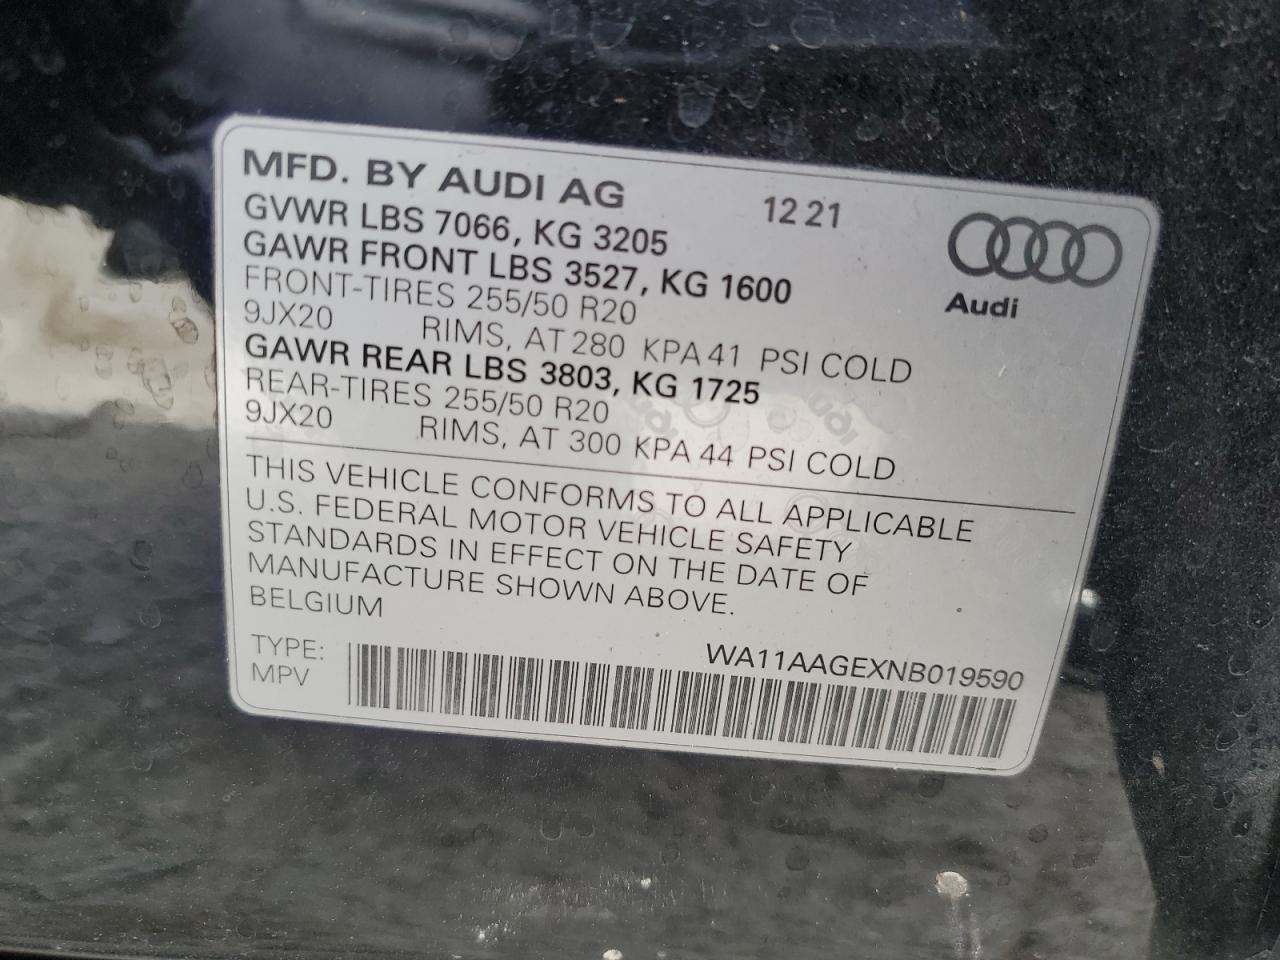 MFD. BY AUDI AG 12 21
GVWR LBS 7066, KG 3205
GAWR FRONT LBS 3527, KG 1600
FRONT-TIRES 255/50 R20
9JX20 RIMS, AT 280 KPA 41 PSI COLD
GAWR REAR LBS 3803, KG 1725
REAR-TIRES 255/50 R20
9JX20 RIMS, AT 300 KPA 44 PSI COLD
Audi
THIS VEHICLE CONFORMS TO ALL APPLICABLE
U.S. FEDERAL MOTOR VEHICLE SAFETY
STANDARDS IN EFFECT ON THE DATE OF
MANUFACTURE SHOWN ABOVE.
BELGIUM
TYPE: WA11AAGEXNB019590
MPV